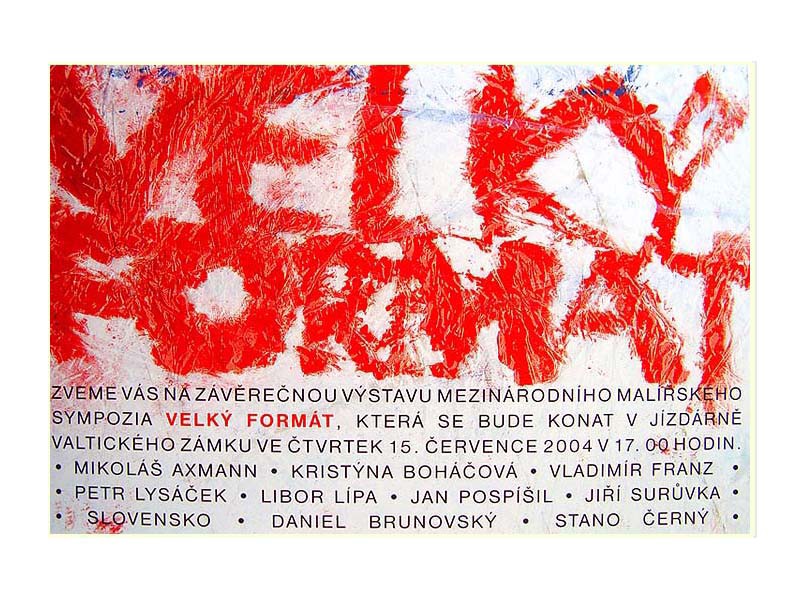 VELKÝ
FORMÁT
ZVEME VÁS NA ZÁVĚREČNOU VÝSTAVU MEZINÁRODNÍHO MALÍŘSKÉHO
SYMPOZIA VELKÝ FORMÁT, KTERÁ SE BUDE KONAT V JÍZDÁRNĚ
VALTICKÉHO ZÁMKU VE ČTVRTEK 15. ČERVENCE 2004 V 17. 00 HODIN.
• MIKOLÁŠ AXMANN • KRISTÝNA BOHÁČOVÁ • VLADIMÍR FRANZ •
• PETR LYSÁČEK • LIBOR LÍPA • JAN POSPÍŠIL • JIŘÍ SURŮVKA •
• SLOVENSKO • DANIEL BRUNOVSKÝ • STANO ČERNÝ •